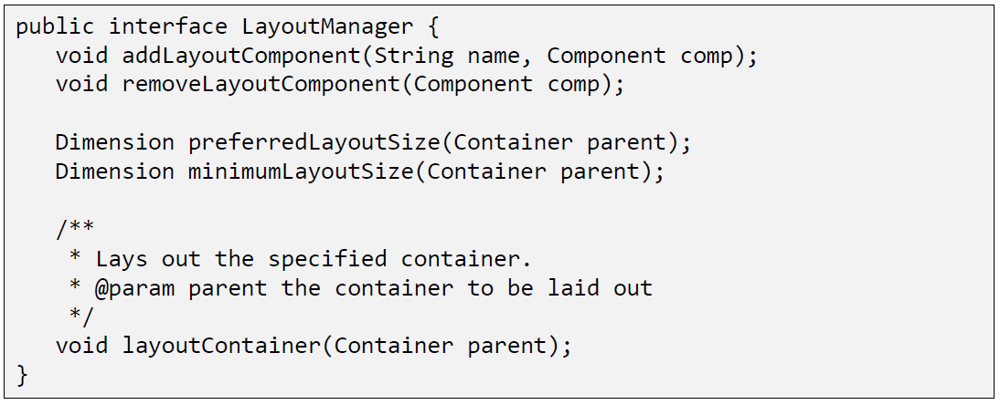 public interface LayoutManager {
   void addLayoutComponent(String name, Component comp);
   void removeLayoutComponent(Component comp);

   Dimension preferredLayoutSize(Container parent);
   Dimension minimumLayoutSize(Container parent);

   /**
    * Lays out the specified container.
    * @param parent the container to be laid out
    */
   void layoutContainer(Container parent);
}